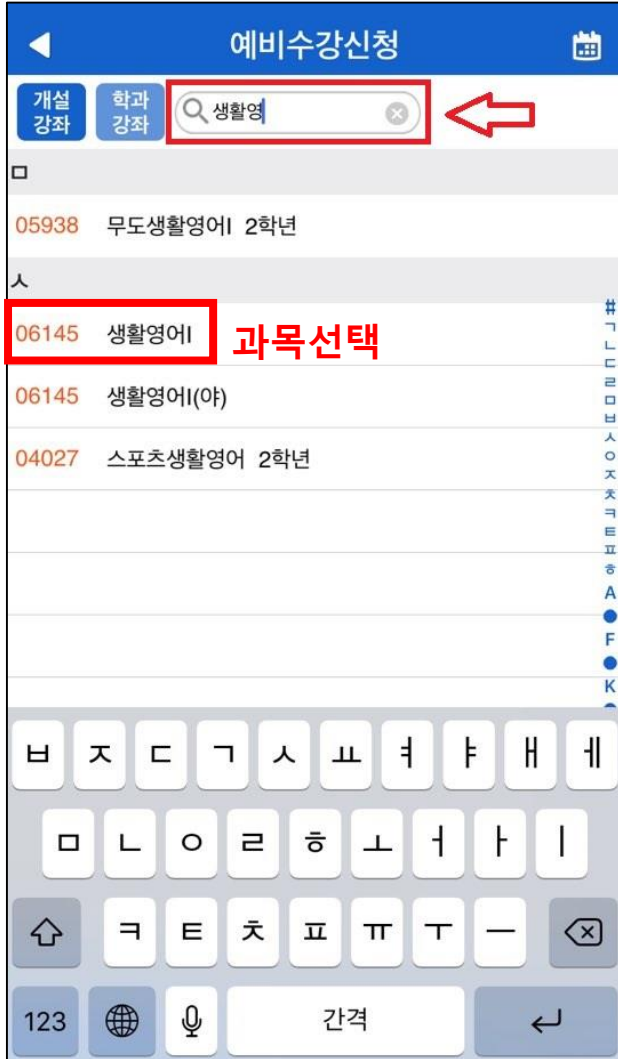 예비수강신청
개설
강좌
학과
강좌
생활영
ㅁ
05938 무도생활영어I 2학년
ㅅ
06145 생활영어I
과목선택
06145 생활영어I(야)
04027 스포츠생활영어 2학년
#
ㄱ
ㄴ
ㄷ
ㄹ
ㅁ
ㅂ
ㅅ
ㅇ
ㅈ
ㅊ
ㅋ
ㅌ
ㅍ
ㅎ
A
F
K
ㅂ ㅈ ㄷ ㄱ ㅅ ㅛ ㅕ ㅑ ㅐ ㅔ
ㅁ ㄴ ㅇ ㄹ ㅎ ㅗ ㅓ ㅏ ㅣ
ㅋ ㅌ ㅊ ㅍ ㅠ ㅜ ㅡ
123 간격